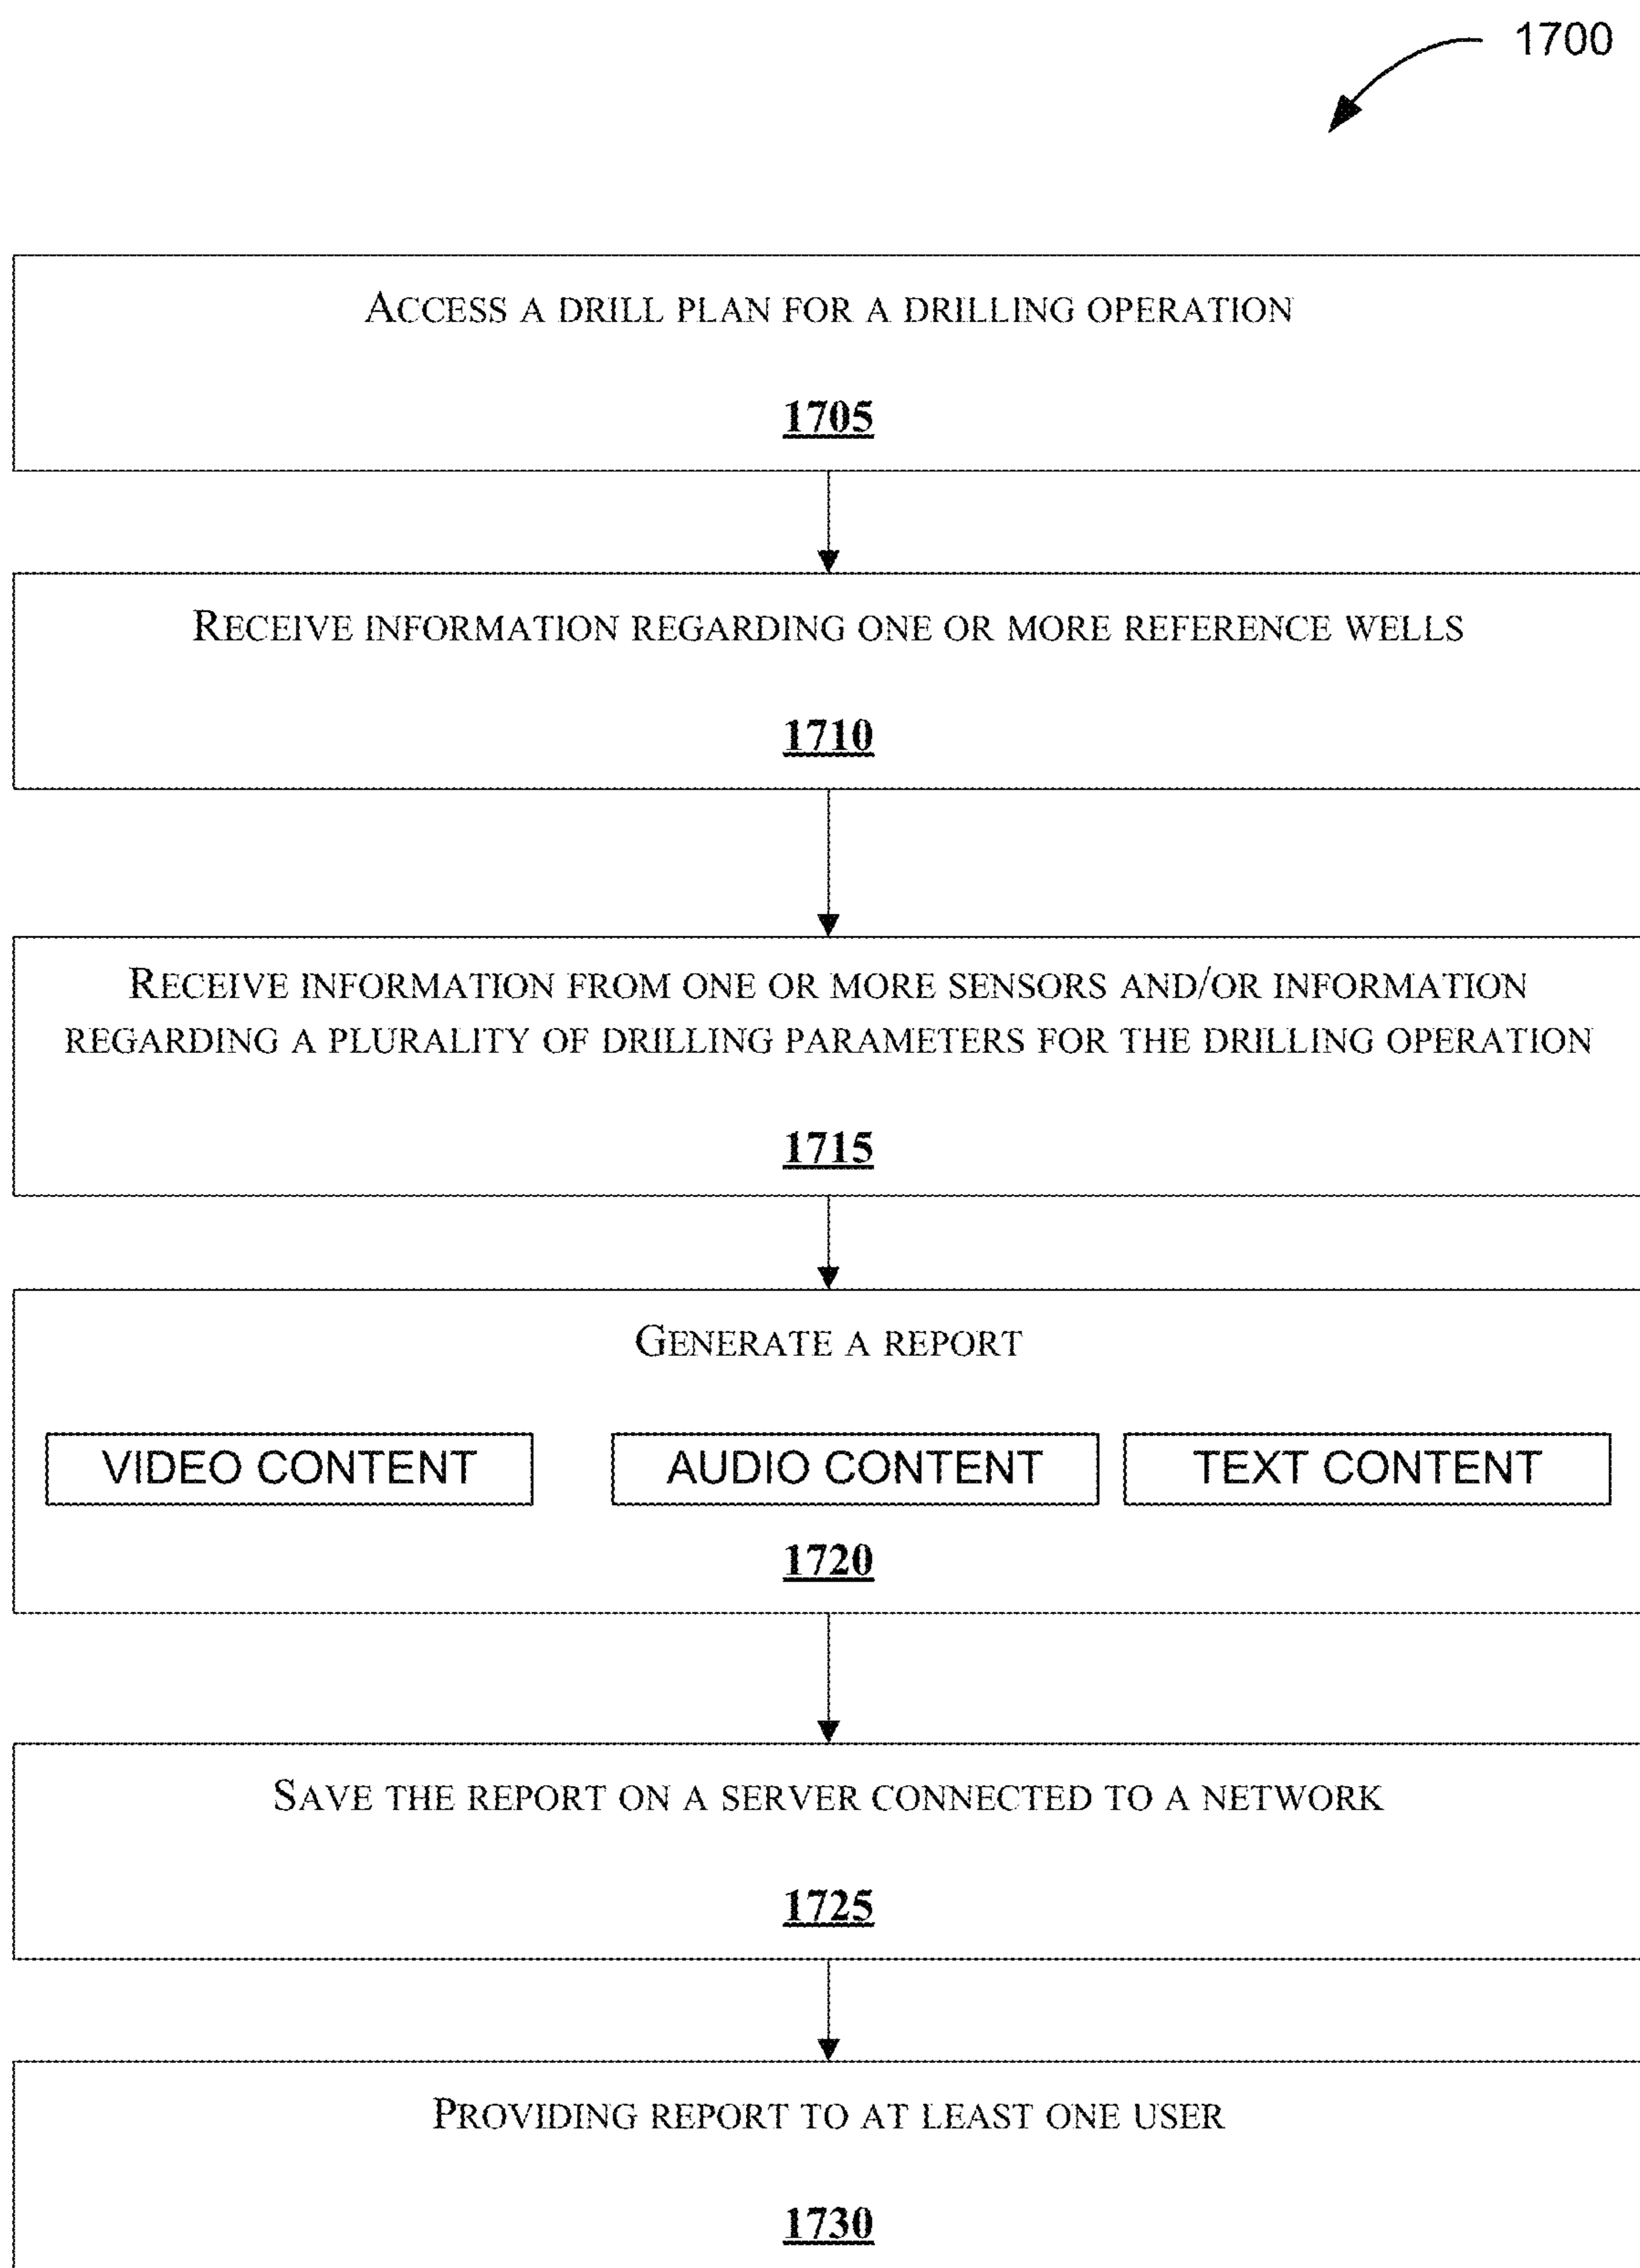 1700
ACCESS A DRILL PLAN FOR A DRILLING OPERATION
1705
RECEIVE INFORMATION REGARDING ONE OR MORE REFERENCE WELLS
1710
RECEIVE INFORMATION FROM ONE OR MORE SENSORS AND/OR INFORMATION
REGARDING A PLURALITY OF DRILLING PARAMETERS FOR THE DRILLING OPERATION
1715
GENERATE A REPORT
VIDEO CONTENT
AUDIO CONTENT
TEXT CONTENT
1720
SAVE THE REPORT ON A SERVER CONNECTED TO A NETWORK
1725
PROVIDING REPORT TO AT LEAST ONE USER
1730